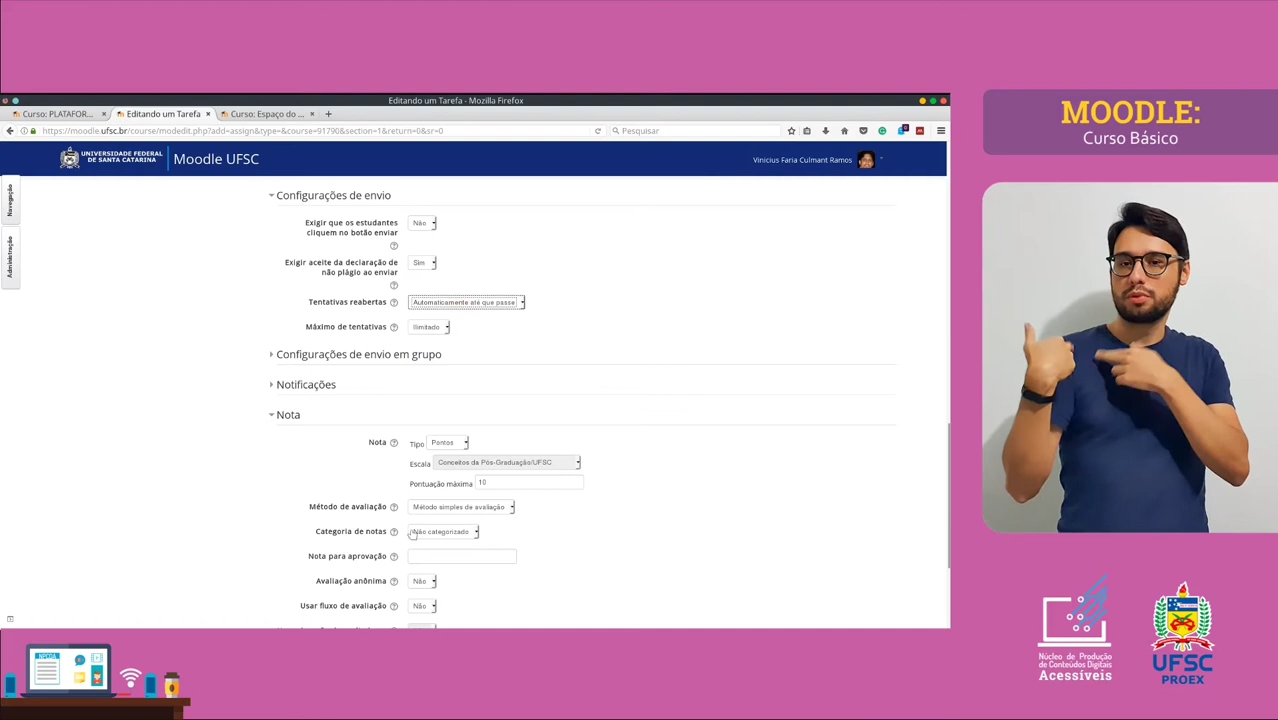 Editando um Tarefa - Mozilla Firefox
Curso: PLATAFOR...
Editando um Tarefa
Curso: Espaço do ...
https://moodle.ufsc.br/course/modedit.php?add=assign&type=&course=91790&section=1&return=0&sr=0
Pesquisar
UNIVERSIDADE FEDERAL
DE SANTA CATARINA
Moodle UFSC
Vinicius Faria Culmant Ramos
Navegação
Administração
Configurações de envio
Exigir que os estudantes
cliquem no botão enviar
Não
Exigir aceite da declaração de
não plágio ao enviar
Sim
Tentativas reabertas
Automaticamente até que passe
Máximo de tentativas
Ilimitado
Configurações de envio em grupo
Notificações
Nota
Nota
Tipo
Pontos
Escala
Conceitos da Pós-Graduação/UFSC
Pontuação máxima
10
Método de avaliação
Método simples de avaliação
Categoria de notas
Não categorizado
Nota para aprovação
Avaliação anônima
Não
Usar fluxo de avaliação
Não
MOODLE:
Curso Básico
Núcleo de Produção
de Conteúdos Digitais
Acessíveis
UFSC
PROEX